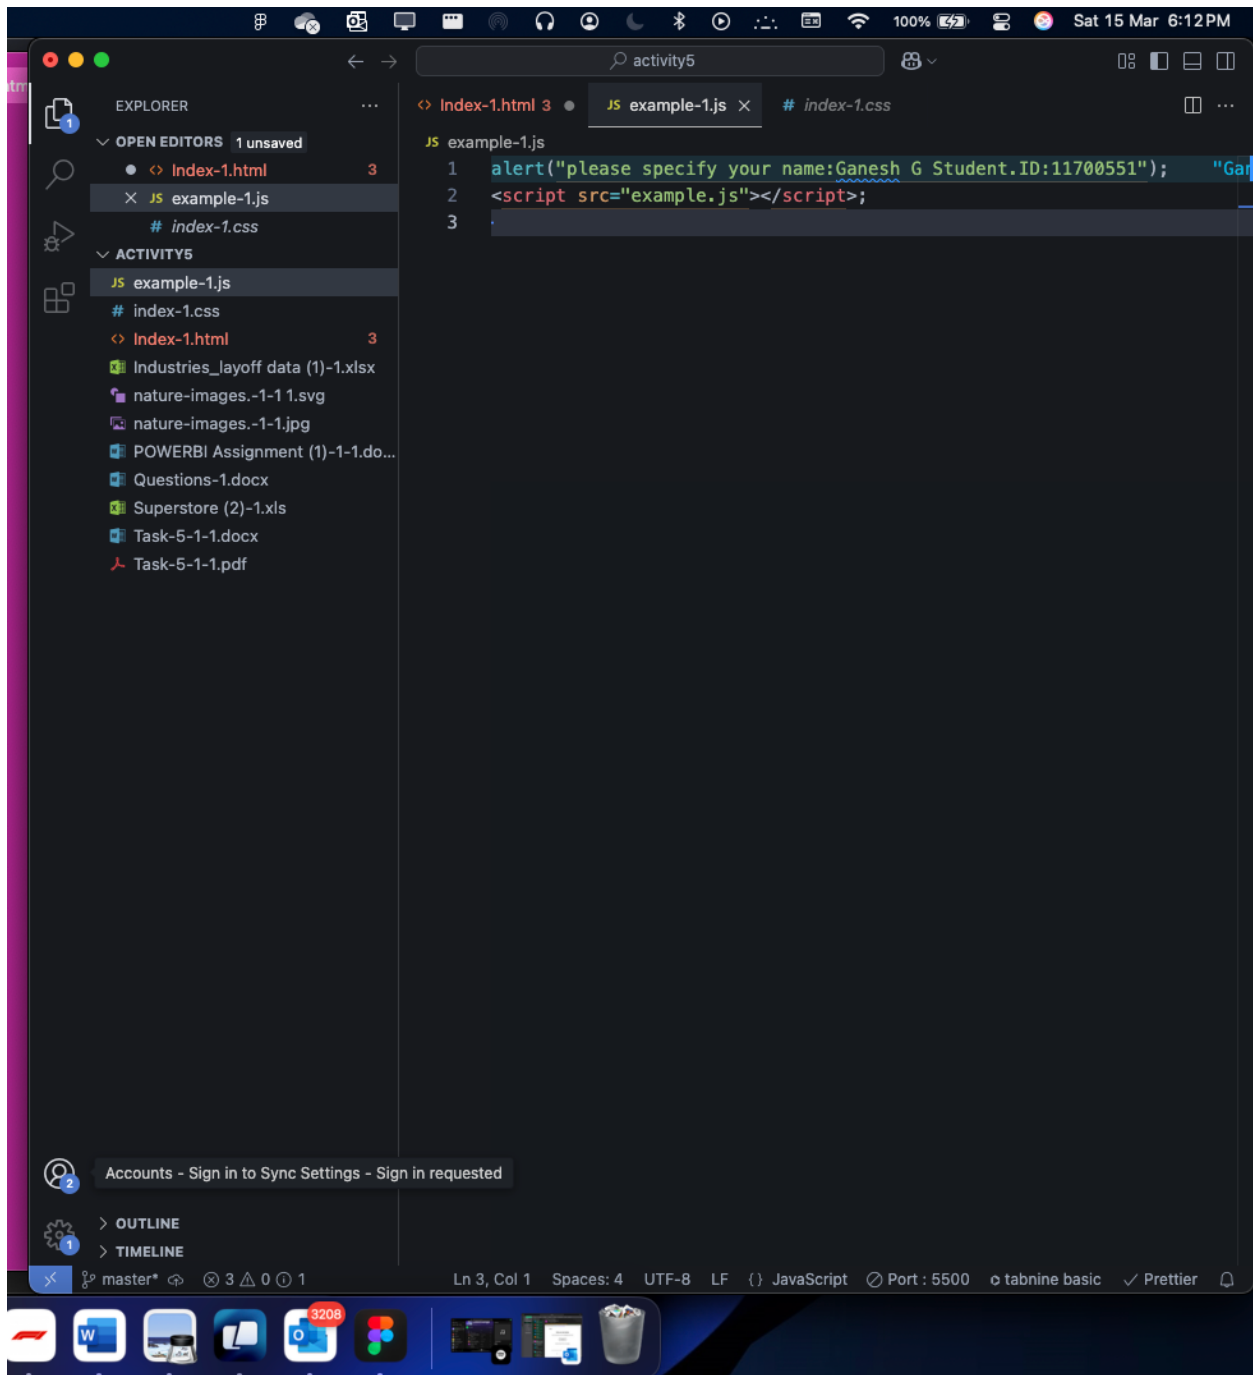 100%
Sat 15 Mar 6:12 PM
activity5
EXPLORER
Index-1.html 3
example-1.js
index-1.css
OPEN EDITORS 1 unsaved
JS example-1.js
Index-1.html 3
1 alert("please specify your name:Ganesh G Student.ID:11700551"); "Gar
JS example-1.js
2 <script src="example.js"></script>;
# index-1.css
3
ACTIVITY5
JS example-1.js
# index-1.css
Index-1.html 3
Industries_layoff data (1)-1.xlsx
nature-images.-1-1 1.svg
nature-images.-1-1.jpg
POWERBI Assignment (1)-1-1.do...
Questions-1.docx
Superstore (2)-1.xls
Task-5-1-1.docx
Task-5-1-1.pdf
Accounts - Sign in to Sync Settings - Sign in requested
OUTLINE
TIMELINE
master* 3 0 1 Ln 3, Col 1 Spaces: 4 UTF-8 LF {} JavaScript Port : 5500 tabnine basic Prettier
3208